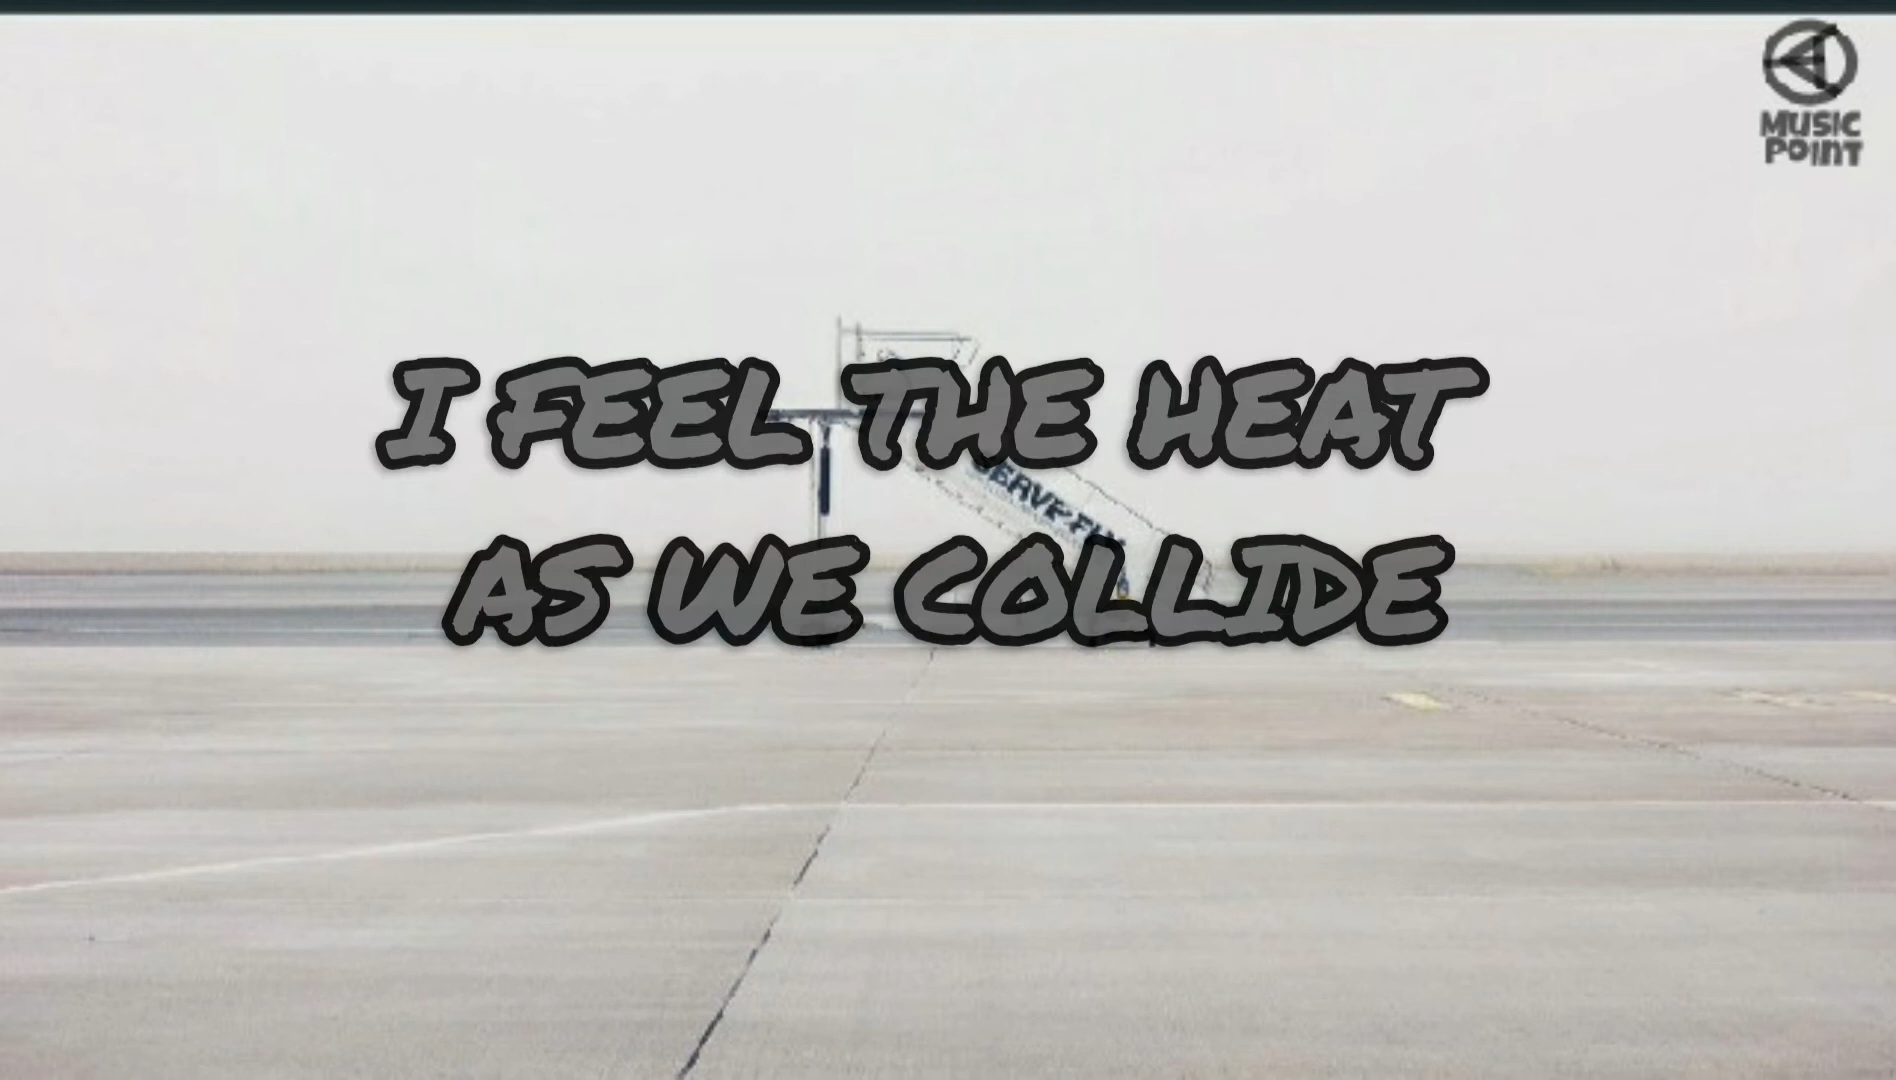 MUSIC
POINT
I FEEL THE HEAT
AS WE COLLIDE